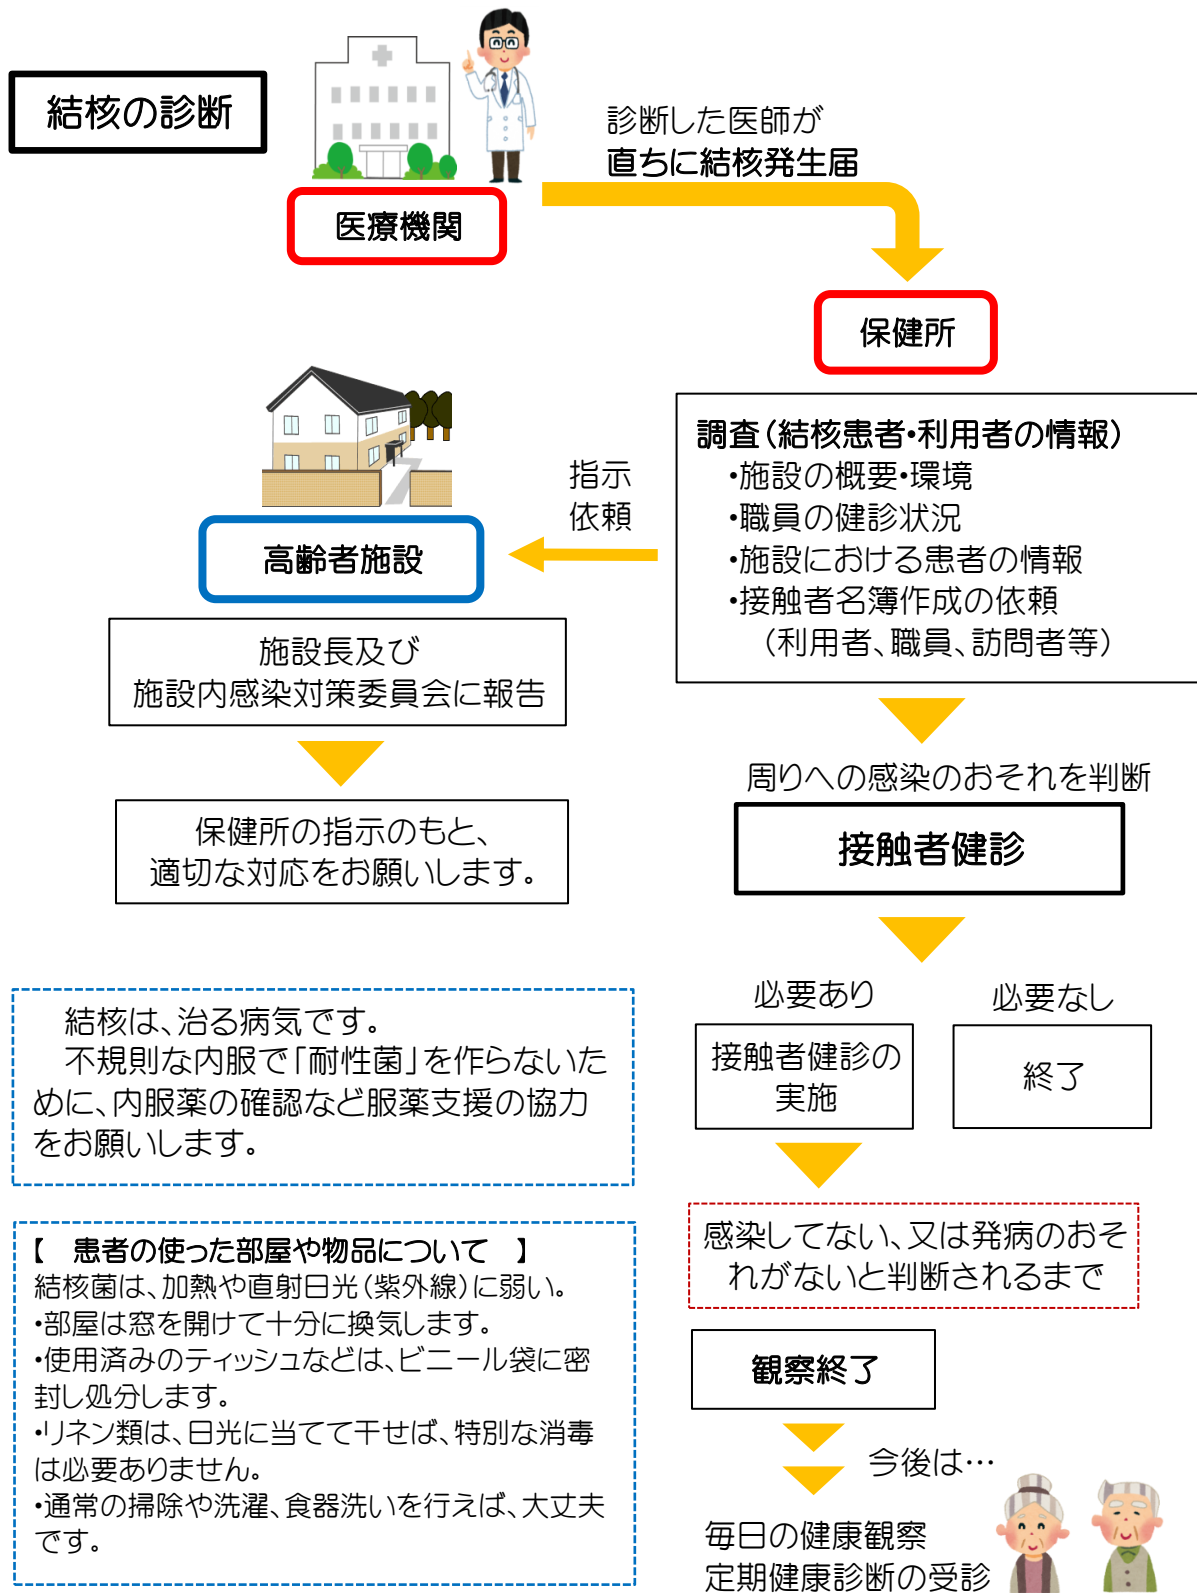 結核の診断
診断した医師が
直ちに結核発生届
医療機関
保健所
調査(結核患者・利用者の情報)
・施設の概要・環境
・職員の健診状況
・施設における患者の情報
・接触者名簿作成の依頼
(利用者、職員、訪問者等)
指示
依頼
高齢者施設
施設長及び
施設内感染対策委員会に報告
保健所の指示のもと、
適切な対応をお願いします。
周りへの感染のおそれを判断
接触者健診
必要あり
必要なし
接触者健診の
実施
終了
感染してない、又は発病のおそ
れがないと判断されるまで
観察終了
今後は…
毎日の健康観察
定期健康診断の受診
結核は、治る病気です。
不規則な内服で「耐性菌」を作らないた
めに、内服薬の確認など服薬支援の協力
をお願いします。
【 患者の使った部屋や物品について 】
結核菌は、加熱や直射日光(紫外線)に弱い。
・部屋は窓を開けて十分に換気します。
・使用済みのティッシュなどは、ビニール袋に密
封し処分します。
・リネン類は、日光に当てて干せば、特別な消毒
は必要ありません。
・通常の掃除や洗濯、食器洗いを行えば、大丈夫
です。